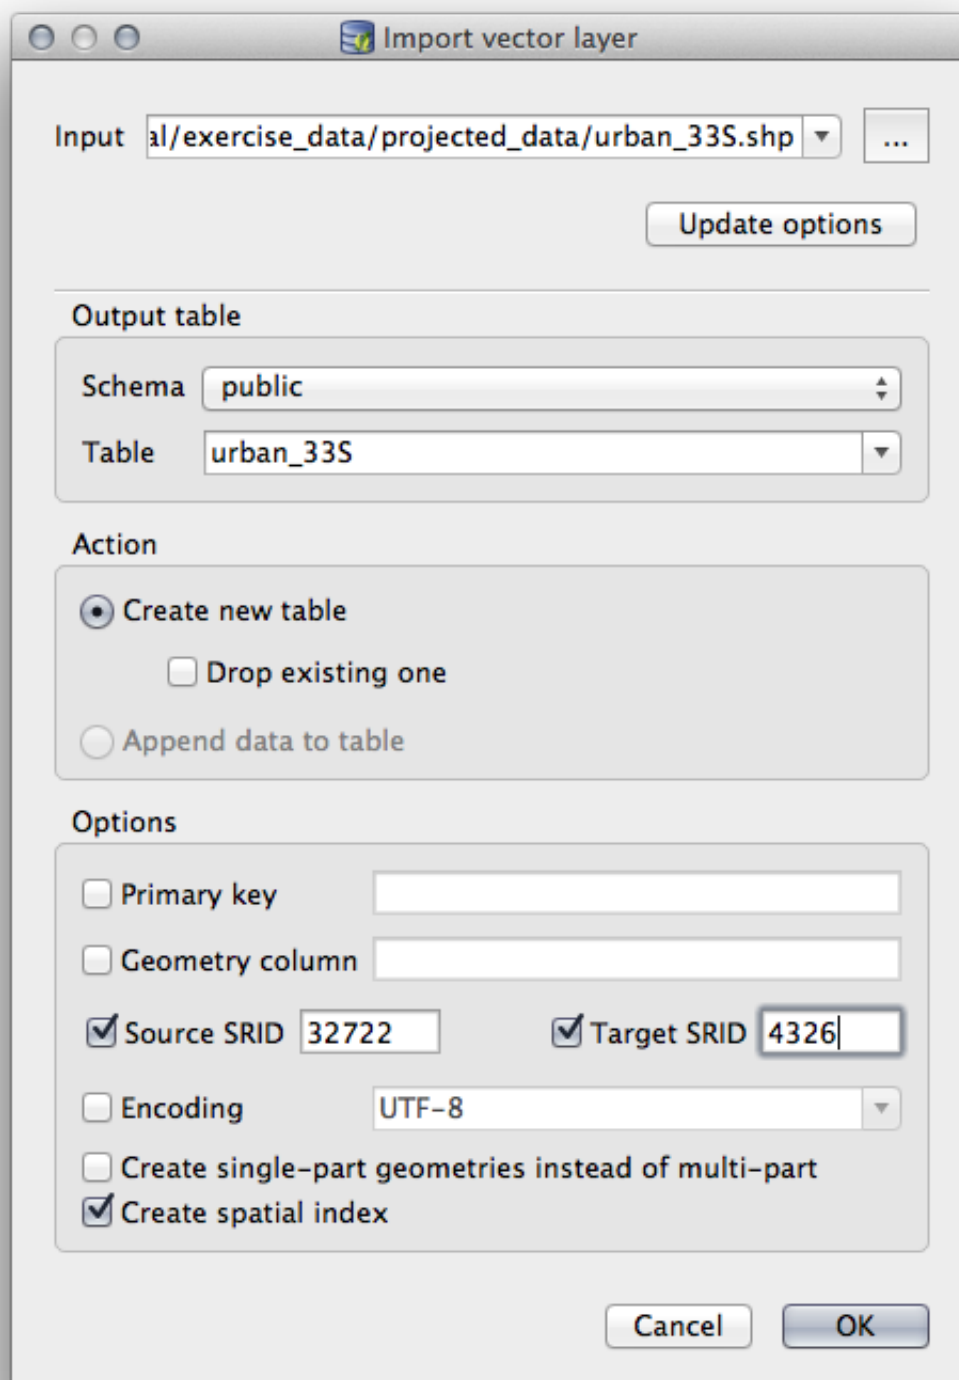 Import vector layer
Input al/exercise_data/projected_data/urban_33S.shp ...
Update options
Output table
Schema public
Table urban_33S
Action
Create new table
Drop existing one
Append data to table
Options
Primary key
Geometry column
Source SRID 32722 Target SRID 4326
Encoding UTF-8
Create single-part geometries instead of multi-part
Create spatial index
Cancel OK